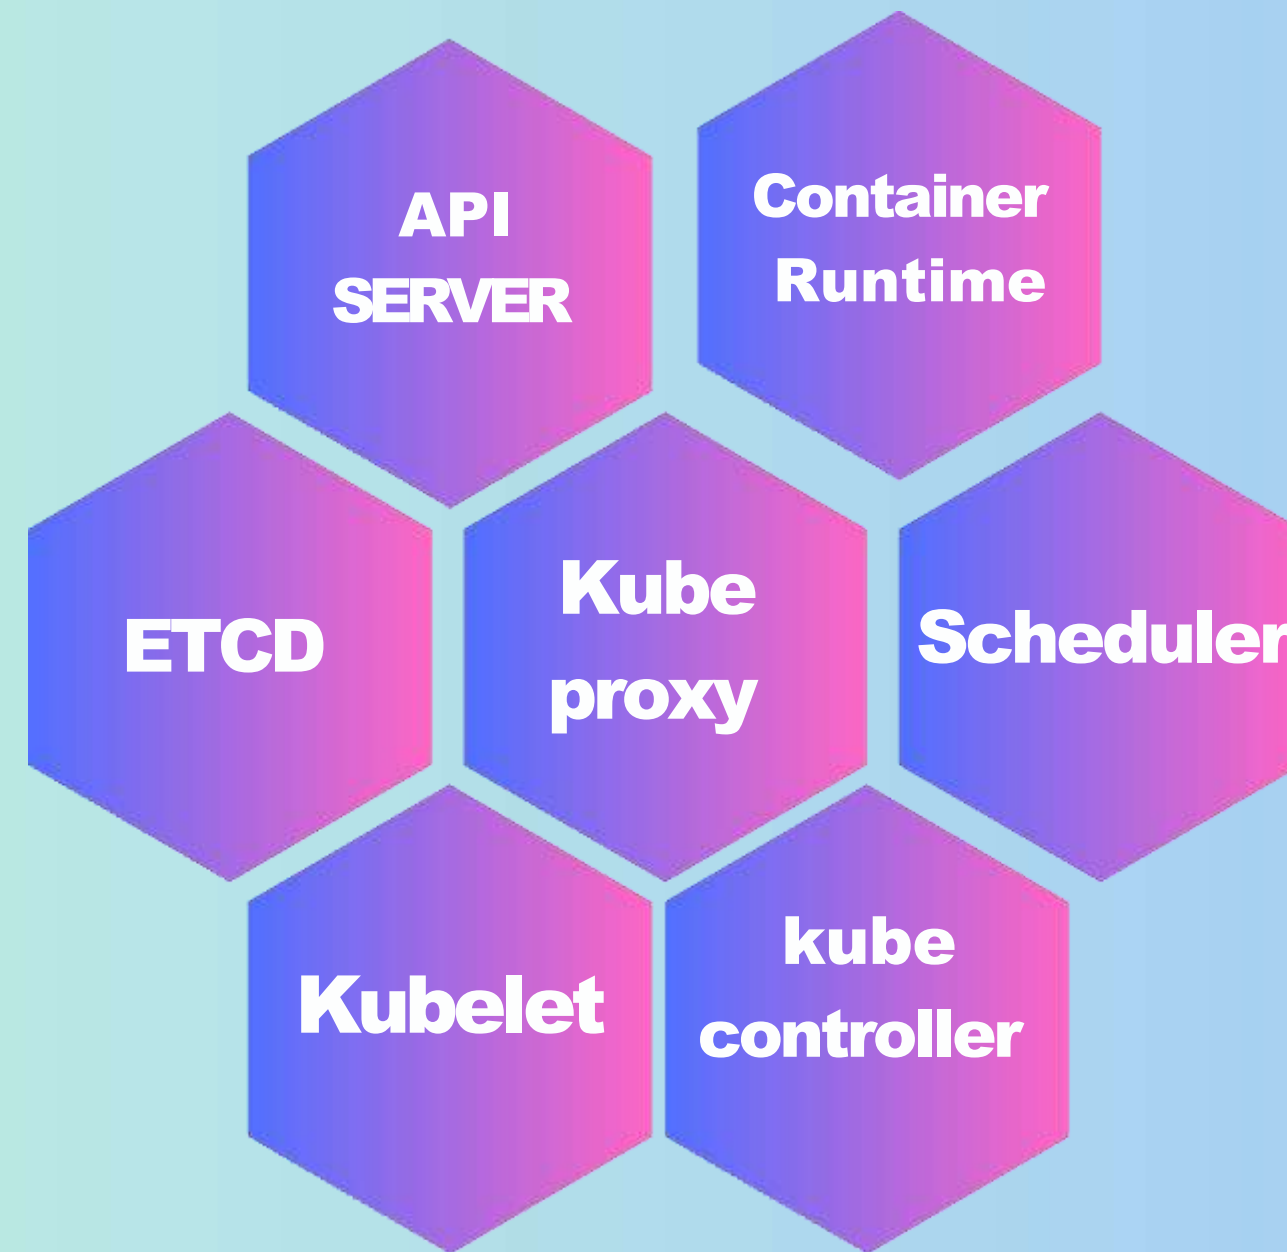 API
SERVER
Container
Runtime
ETCD
Kube
proxy
Scheduler
Kubelet
kube
controller